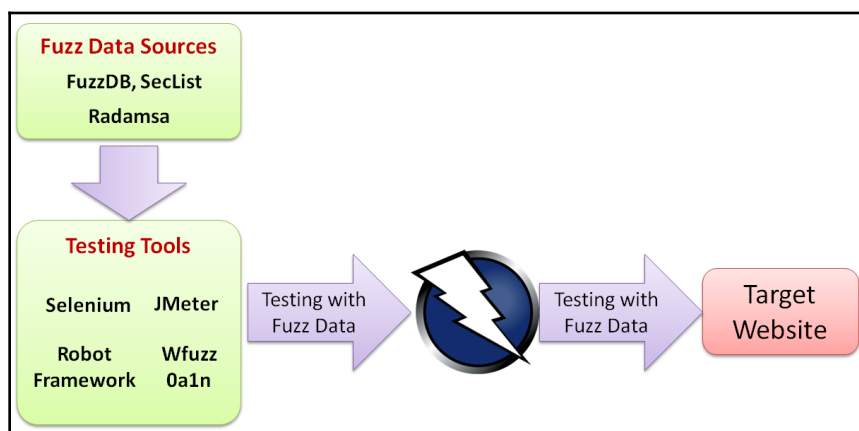 Fuzz Data Sources
FuzzDB, SecList
Radamsa
Testing Tools
Selenium JMeter
Robot Framework
Wfuzz
0a1n
Testing with
Fuzz Data
Testing with
Fuzz Data
Target
Website